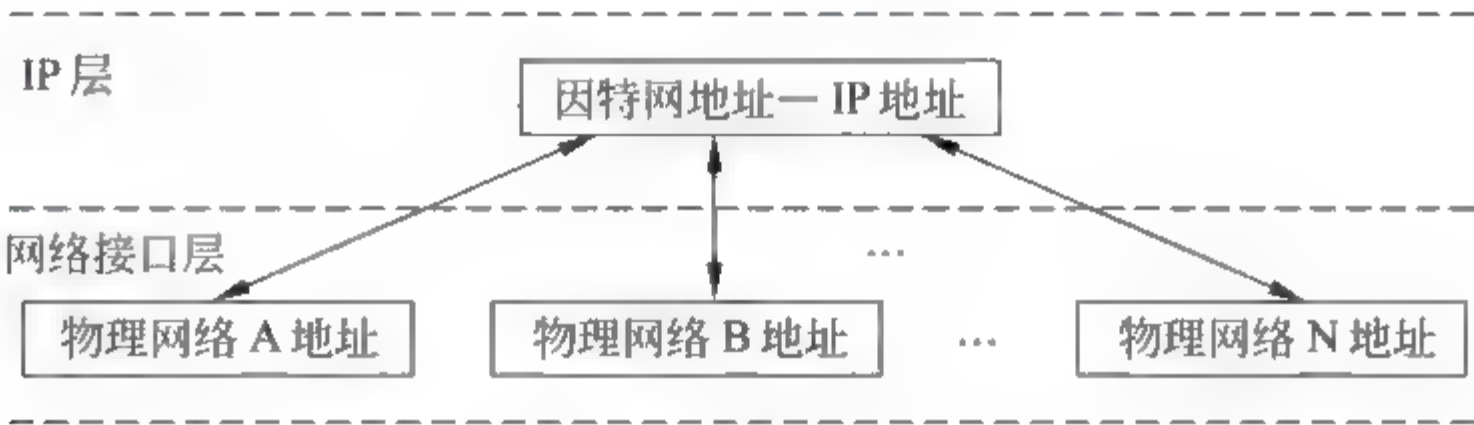 IP 层
因特网地址— IP 地址
网络接口层
…
物理网络 A 地址
物理网络 B 地址
…
物理网络 N 地址